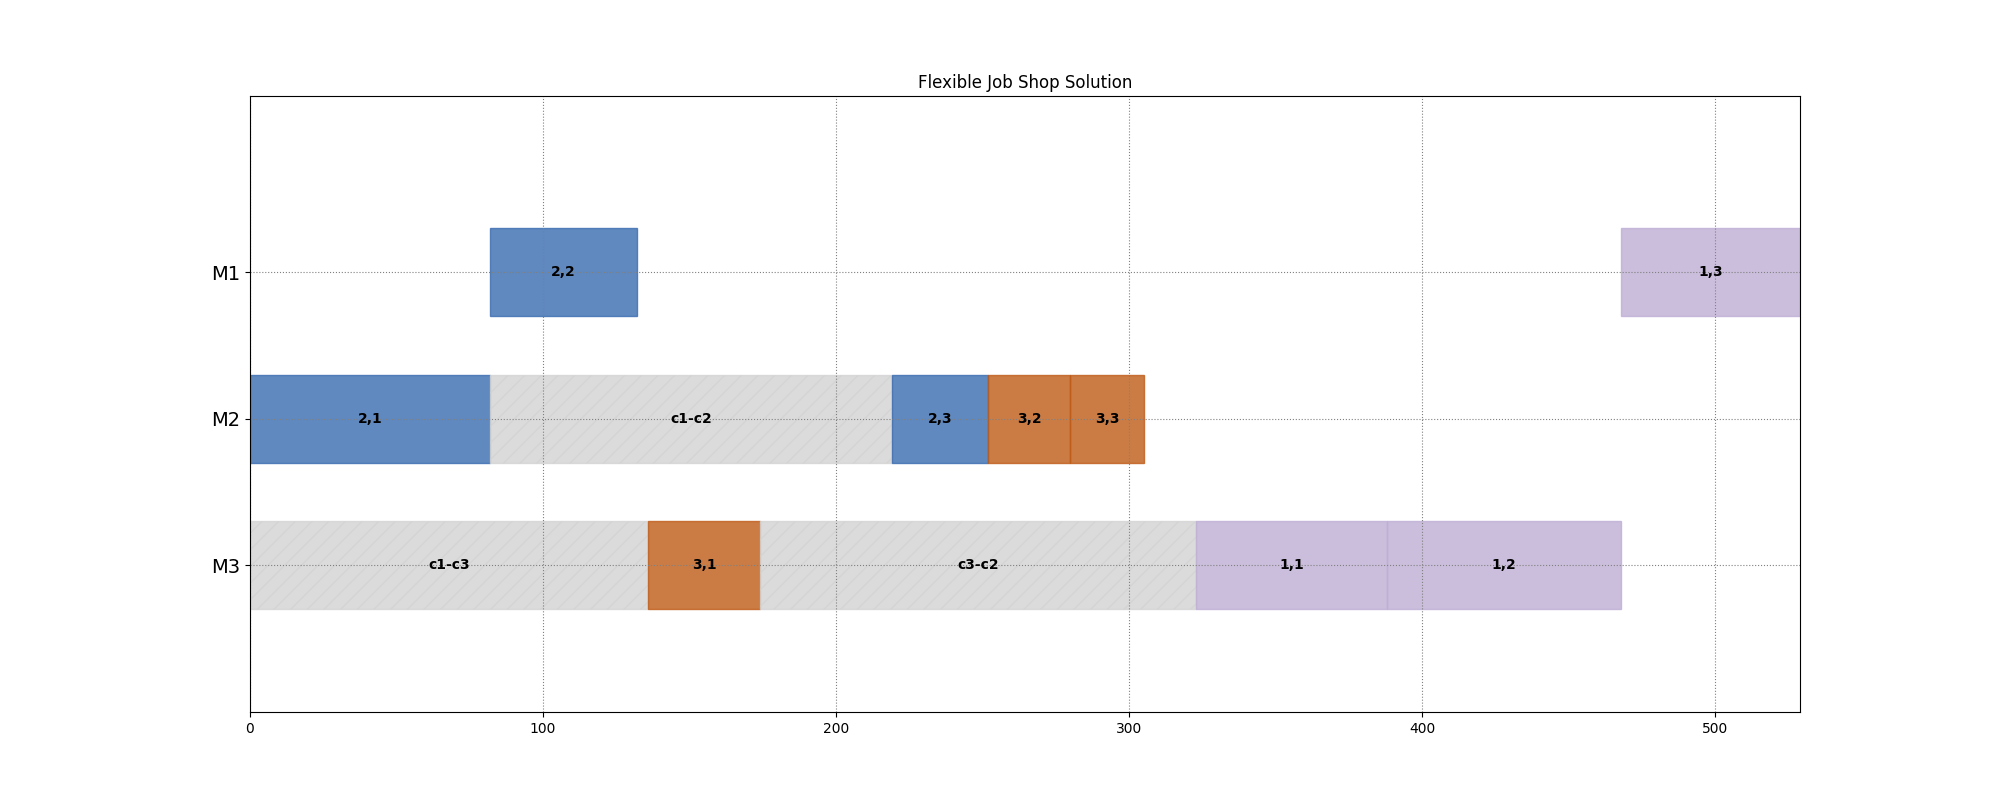 Flexible Job Shop Solution
M1
2,2
1,3
M2
2,1
c1-c2
2,3
3,2
3,3
M3
c1-c3
3,1
c3-c2
1,1
1,2
0 100 200 300 400 500